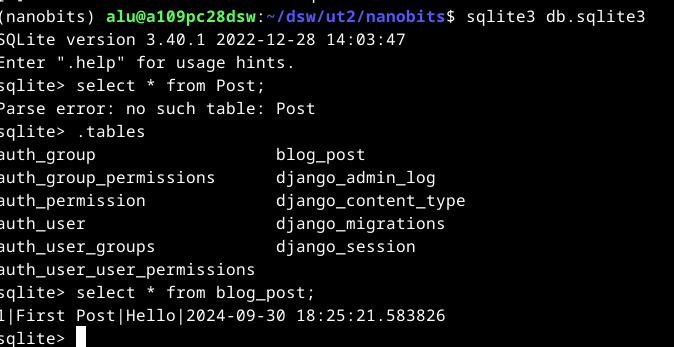 (nanobits) alu@a109pc28dsw:~/dsw/ut2/nanobits$ sqlite3 db.sqlite3
SQLite version 3.40.1 2022-12-28 14:03:47
Enter ".help" for usage hints.
sqlite> select * from Post;
Parse error: no such table: Post
sqlite> .tables
auth_group                  blog_post
auth_group_permissions      django_admin_log
auth_permission             django_content_type
auth_user                   django_migrations
auth_user_groups            django_session
auth_user_user_permissions
sqlite> select * from blog_post;
1|First Post|Hello|2024-09-30 18:25:21.583826
sqlite>